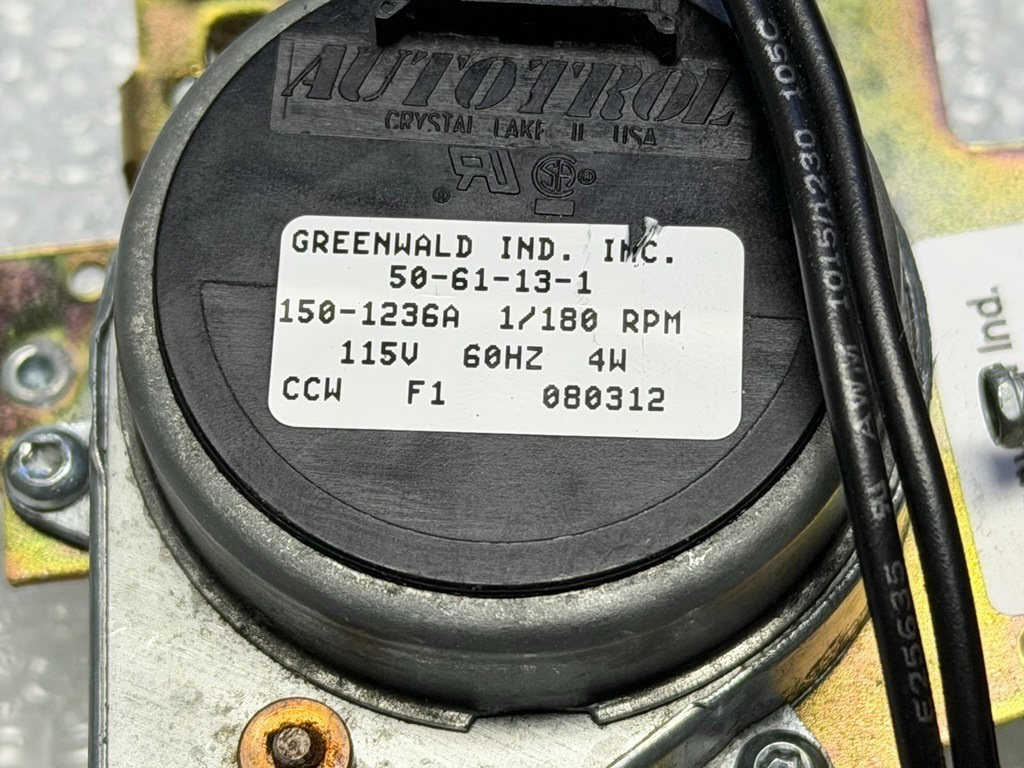 AUTOTROL
CRYSTAL LAKE IL USA
GREENWALD IND. INC.
50-61-13-1
150-1236A 1/180 RPM
115V 60HZ 4W
CCW F1 080312
AWM 1015/1230 105C
E25635
Ind.